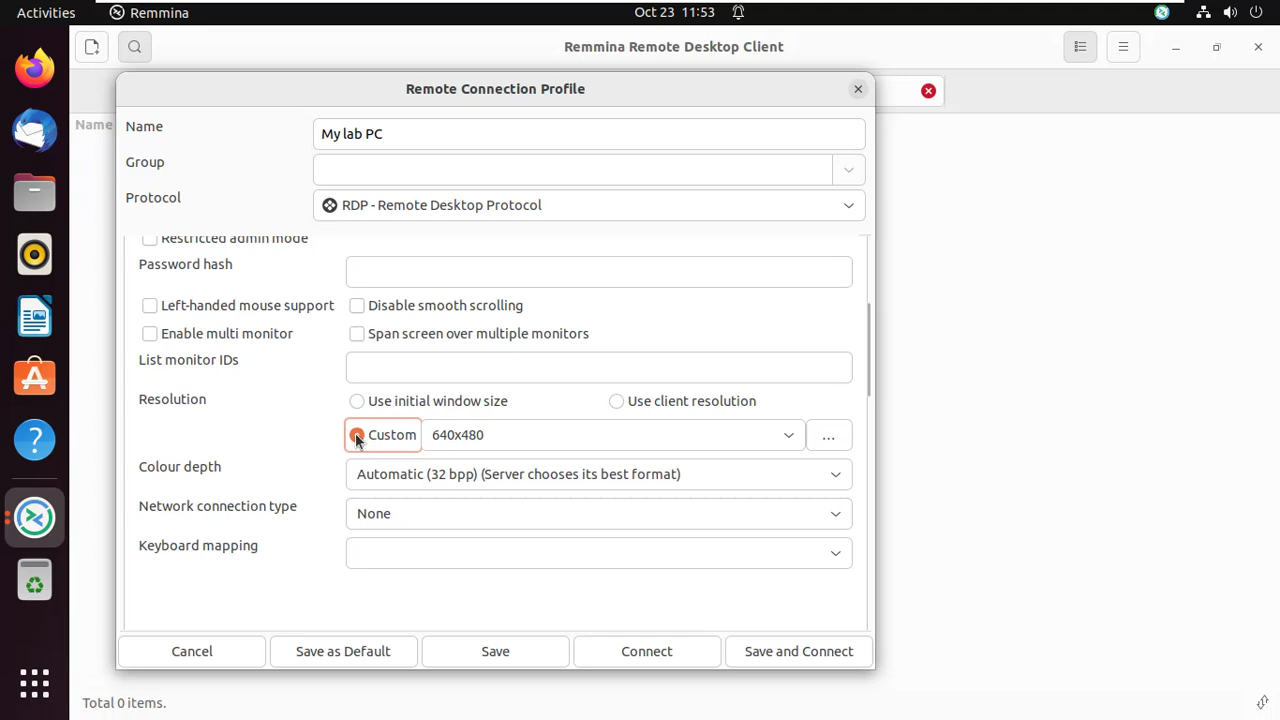 Activities Remmina Oct 23 11:53
Remmina Remote Desktop Client
Remote Connection Profile
Name
Name My lab PC
Group
Protocol RDP - Remote Desktop Protocol
Restricted admin mode
Password hash
Left-handed mouse support Disable smooth scrolling
Enable multi monitor Span screen over multiple monitors
List monitor IDs
Resolution Use initial window size Use client resolution
Custom 640x480 ...
Colour depth Automatic (32 bpp) (Server chooses its best format)
Network connection type None
Keyboard mapping
Cancel Save as Default Save Connect Save and Connect
Total 0 items.